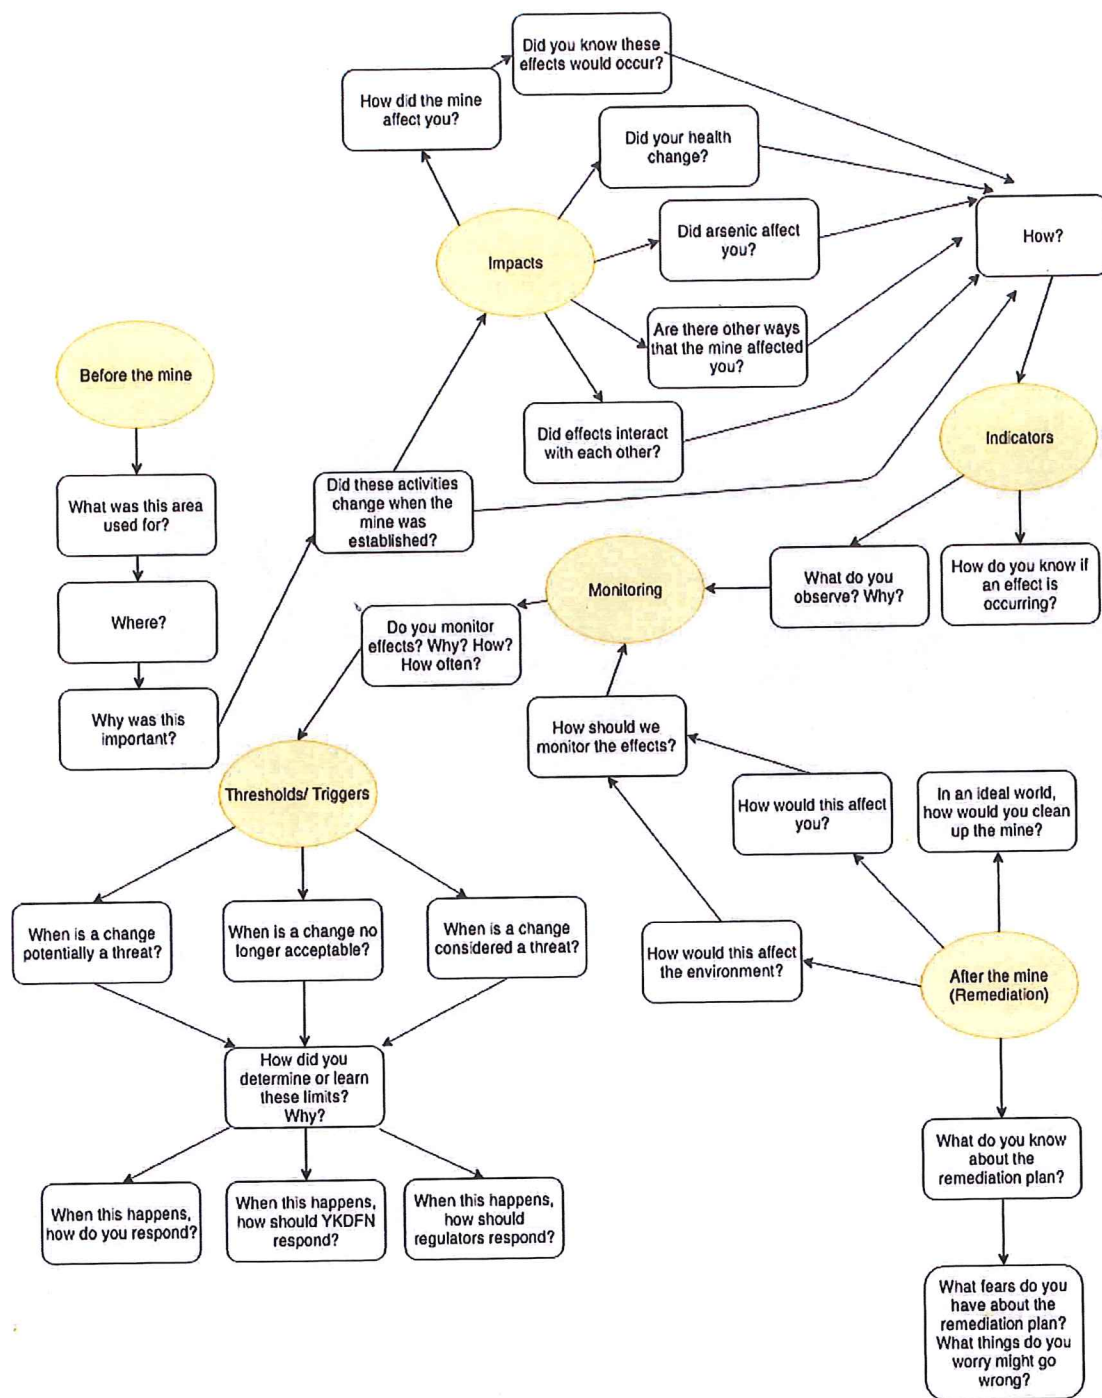 Did you know these
effects would occur?
How did the mine
affect you?
Did your health
change?
Did arsenic affect
you?
How?
Impacts
Are there other ways
that the mine affected
you?
Before the mine
Did effects interact
with each other?
Indicators
What was this area
used for?
Did these activities
change when the
mine was
established?
Where?
Do you monitor
effects? Why? How?
How often?
Monitoring
What do you
observe? Why?
How do you know if
an effect is
occurring?
Why was this
important?
How should we
monitor the effects?
Thresholds/ Triggers
How would this affect
you?
In an ideal world,
how would you clean
up the mine?
When is a change
potentially a threat?
When is a change no
longer acceptable?
When is a change
considered a threat?
How would this affect
the environment?
After the mine
(Remediation)
How did you
determine or learn
these limits?
Why?
What do you know
about the
remediation plan?
When this happens,
how do you respond?
When this happens,
how should YKDFN
respond?
When this happens,
how should
regulators respond?
What fears do you
have about the
remediation plan?
What things do you
worry might go
wrong?